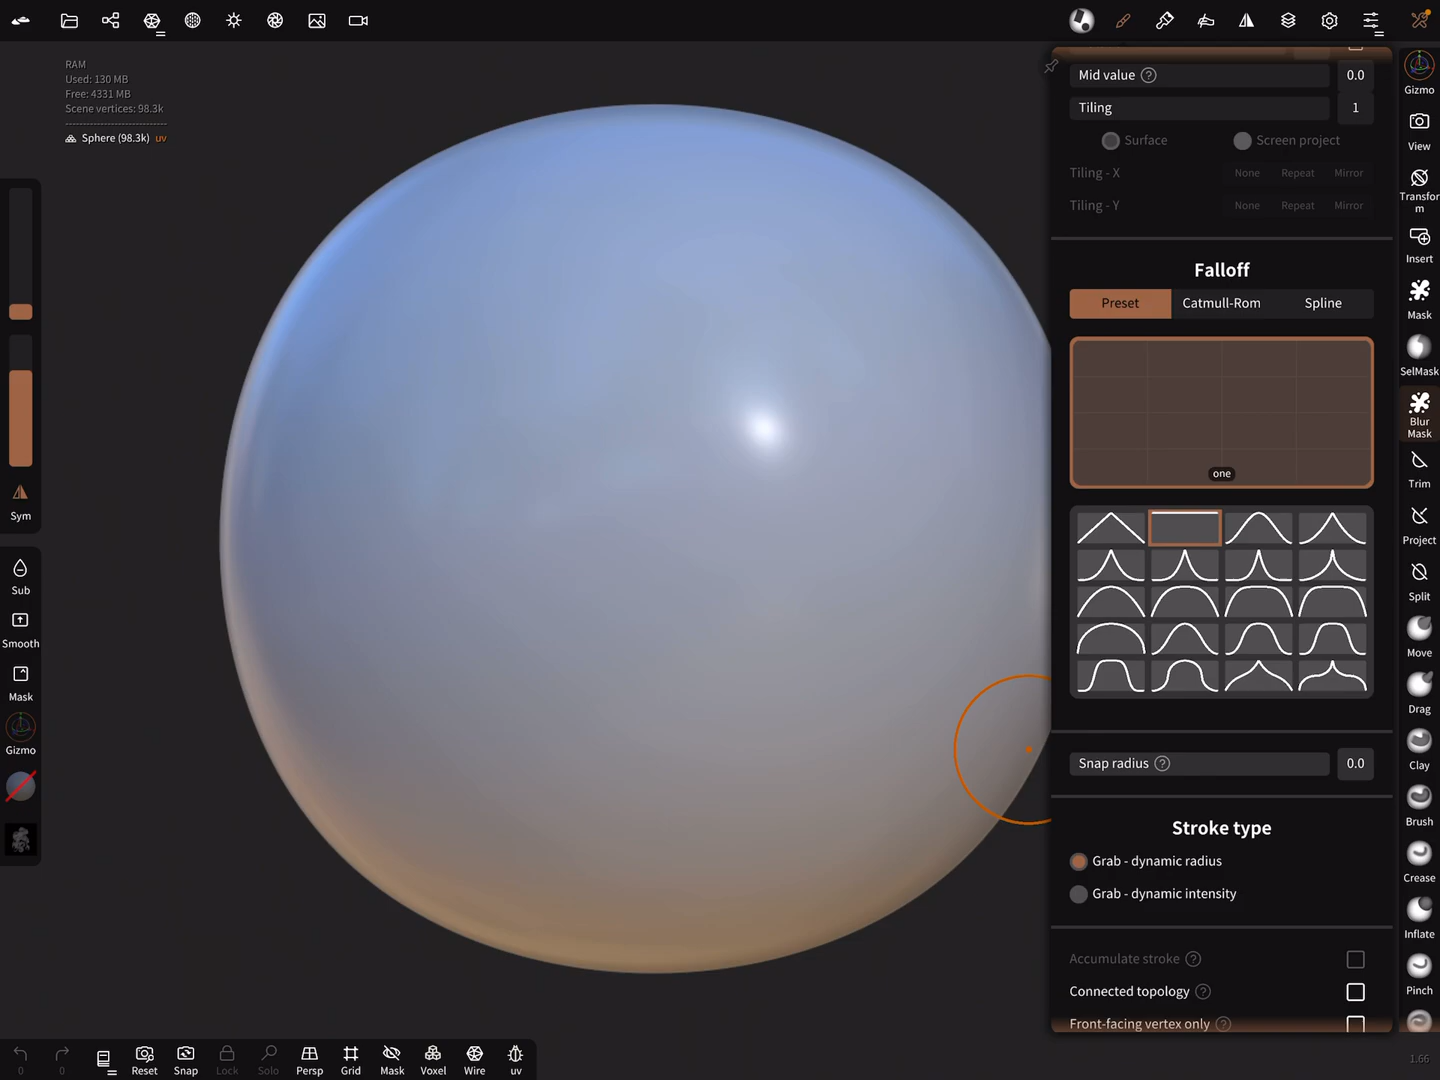 RAM
Used: 130 MB
Free: 4331 MB
Scene vertices: 98.3k
Sphere (98.3k) uv
Sym
Sub
Smooth
Mask
Gizmo
Mid value ? 0.0
Tiling 1
Surface Screen project
Tiling - X None Repeat Mirror
Tiling - Y None Repeat Mirror
Falloff
Preset Catmull-Rom Spline
one
Snap radius ? 0.0
Stroke type
Grab - dynamic radius
Grab - dynamic intensity
Accumulate stroke ?
Connected topology ?
Front-facing vertex only ?
Gizmo
View
Transfor
m
Insert
Mask
SelMask
Blur
Mask
Trim
Project
Split
Move
Drag
Clay
Brush
Crease
Inflate
Pinch
0 0 Reset Snap Lock Solo Persp Grid Mask Voxel Wire uv
1.66